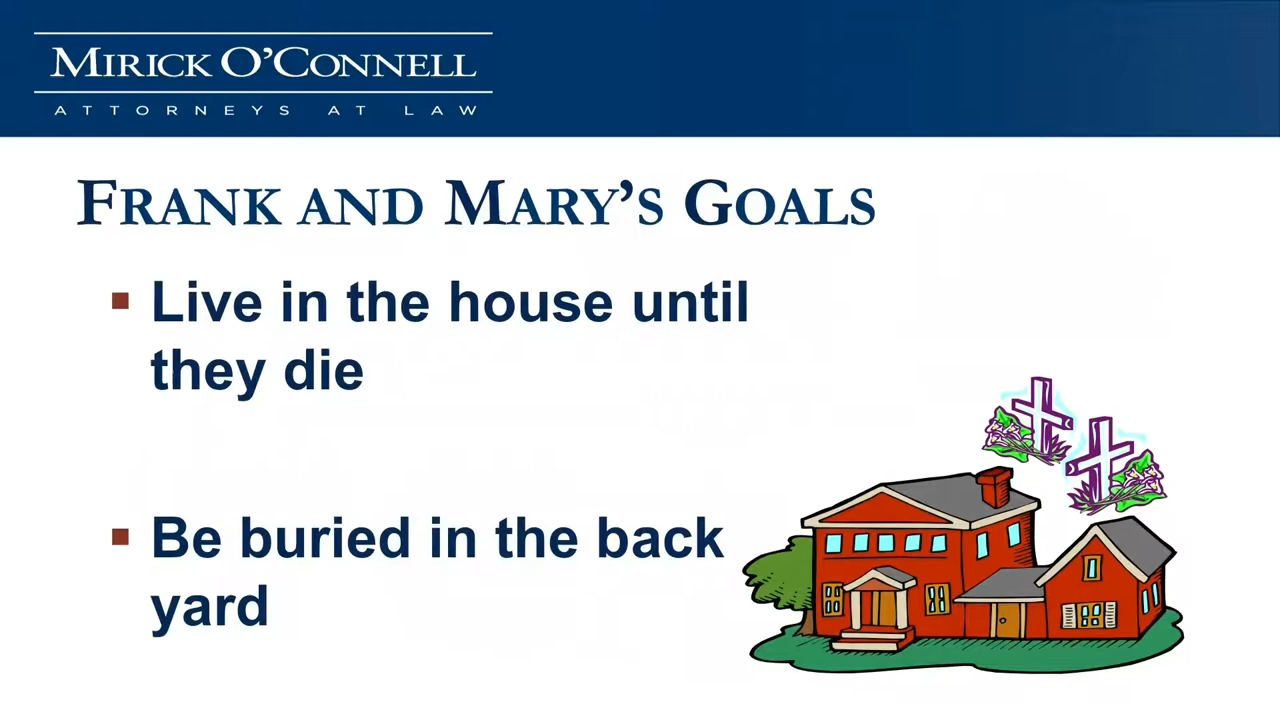 MIRICK O'CONNELL
ATTORNEYS AT LAW
FRANK AND MARY'S GOALS
▪ Live in the house until
they die
▪ Be buried in the back
yard